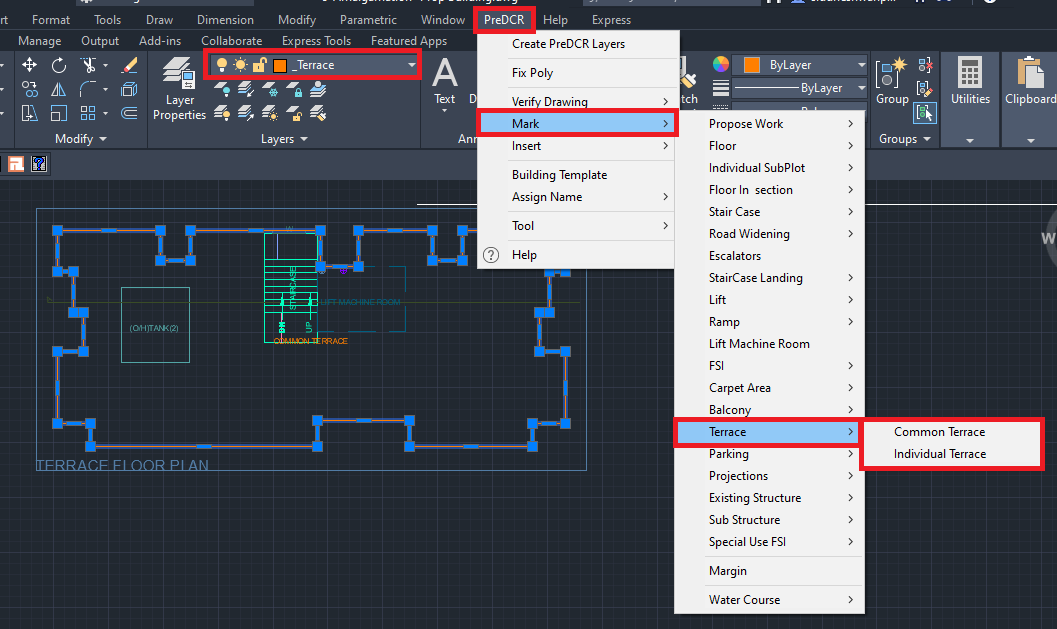 Format Tools Draw Dimension Modify Parametric Window PreDCR Help Express
Manage Output Add-ins Collaborate Express Tools Featured Apps
_Terrace
ByLayer
ByLayer
Layer
Properties
Text
Group
Utilities
Clipboard
Modify
Layers
Groups
Create PreDCR Layers
Fix Poly
Verify Drawing
Mark
Insert
Building Template
Assign Name
Tool
Help
Propose Work
Floor
Individual SubPlot
Floor In section
Stair Case
Road Widening
Escalators
StairCase Landing
Lift
Ramp
Lift Machine Room
FSI
Carpet Area
Balcony
Terrace
Parking
Projections
Existing Structure
Sub Structure
Special Use FSI
Margin
Water Course
Common Terrace
Individual Terrace
W
W
STAIRCASE
LIFT MACHINE ROOM
(O/H)TANK(2)
DN
UP
COMMON TERRACE
TERRACE FLOOR PLAN